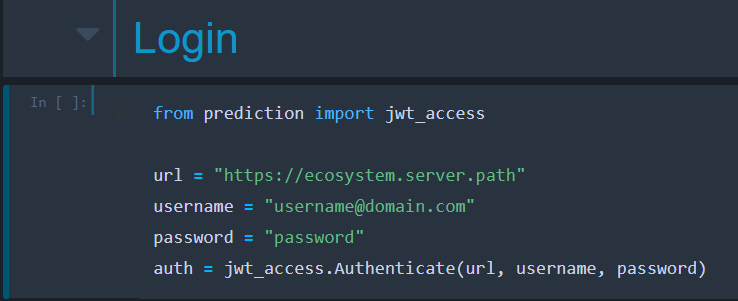 Login
In [ ]:
from prediction import jwt_access
url = "https://ecosystem.server.path"
username = "username@domain.com"
password = "password"
auth = jwt_access.Authenticate(url, username, password)